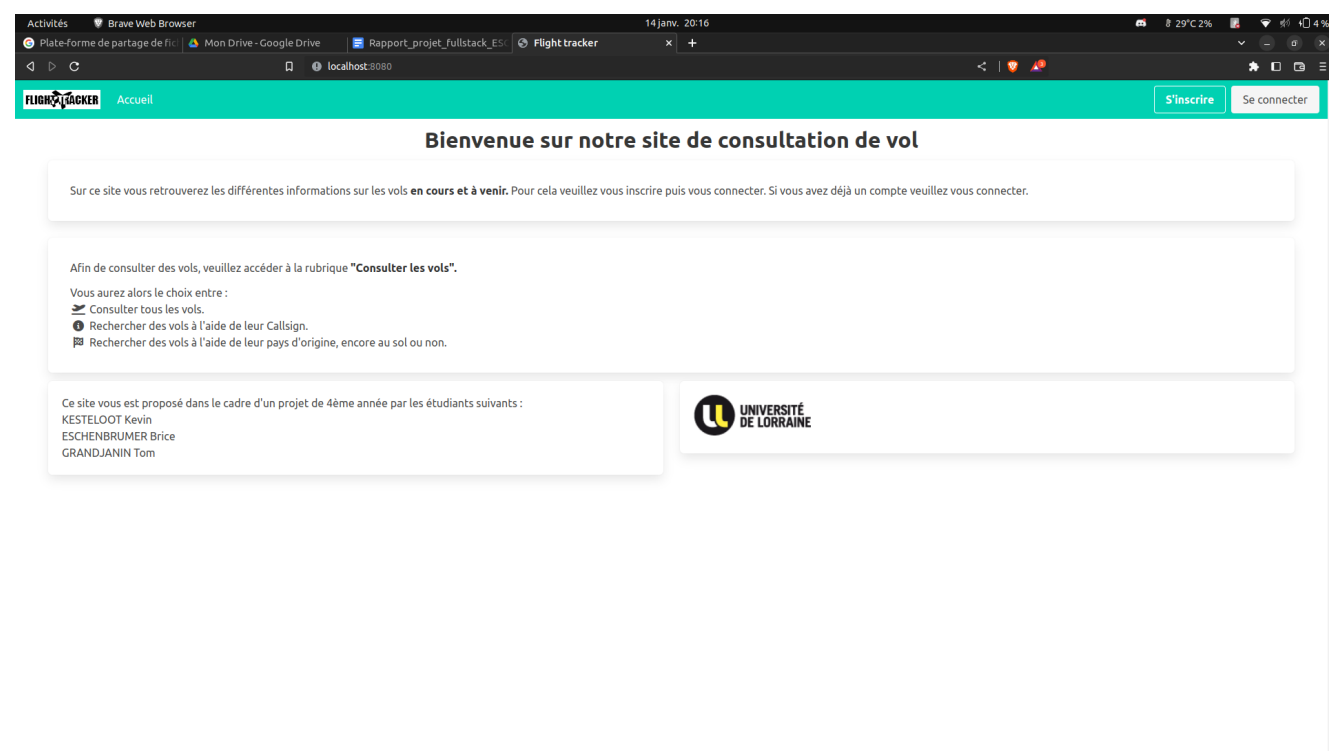 Activités Brave Web Browser 14 janv. 20:16 29°C 2% 4%
Plate-forme de partage de fic Mon Drive - Google Drive Rapport_projet_fullstack_ESC Flight tracker
localhost:8080
FLIGHTRACKER Accueil S'inscrire Se connecter
Bienvenue sur notre site de consultation de vol
Sur ce site vous retrouverez les différentes informations sur les vols en cours et à venir. Pour cela veuillez vous inscrire puis vous connecter. Si vous avez déjà un compte veuillez vous connecter.
Afin de consulter des vols, veuillez accéder à la rubrique "Consulter les vols".
Vous aurez alors le choix entre :
Consulter tous les vols.
Rechercher des vols à l'aide de leur Callsign.
Rechercher des vols à l'aide de leur pays d'origine, encore au sol ou non.
Ce site vous est proposé dans le cadre d'un projet de 4ème année par les étudiants suivants :
KESTELOOT Kevin
ESCHENBRUMER Brice
GRANDJANIN Tom
UNIVERSITÉ
DE LORRAINE